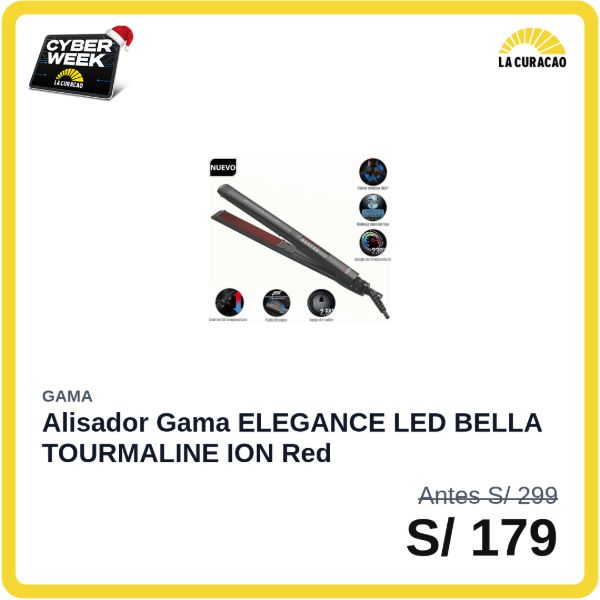 CYBER
WEEK
LA CURACAO
LA CURACAO
NUEVO
230
GAMA
Alisador Gama ELEGANCE LED BELLA
TOURMALINE ION Red
Antes S/ 299
S/ 179